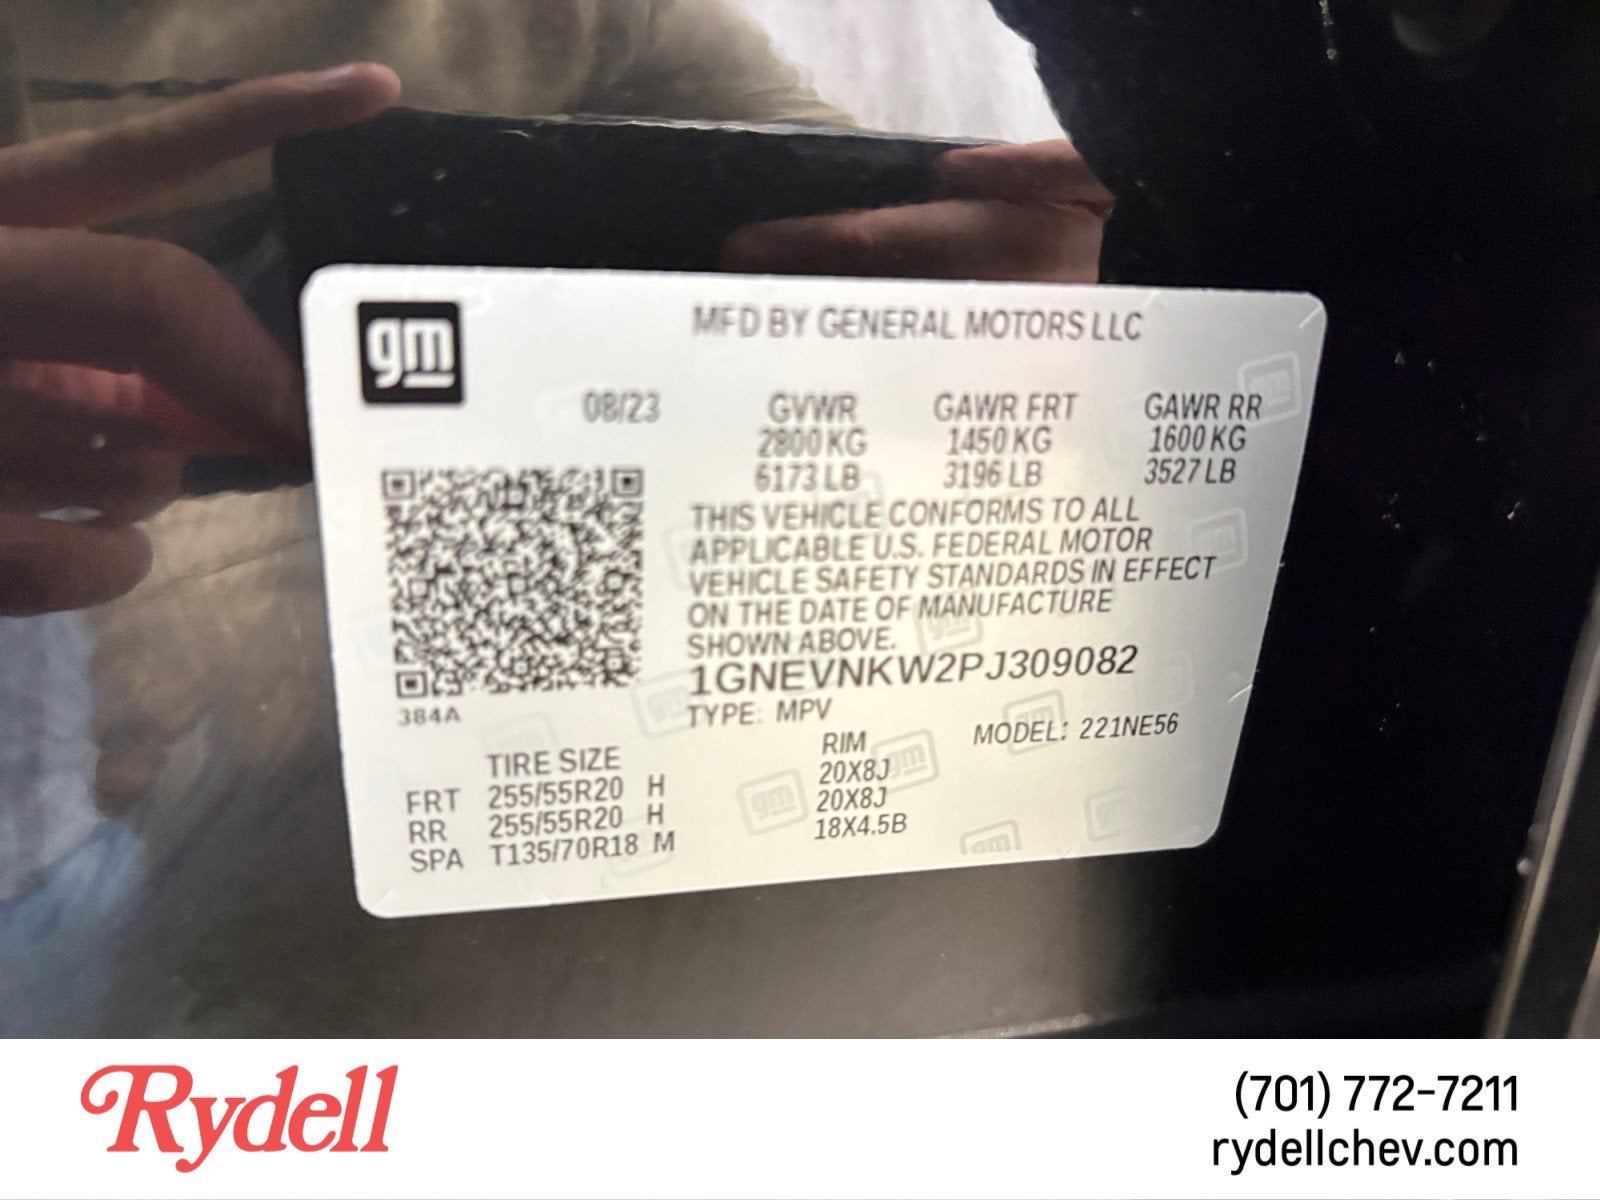 gm
MFD BY GENERAL MOTORS LLC
08/23 GVWR GAWR FRT GAWR RR
2800 KG 1450 KG 1600 KG
6173 LB 3196 LB 3527 LB
THIS VEHICLE CONFORMS TO ALL
APPLICABLE U.S. FEDERAL MOTOR
VEHICLE SAFETY STANDARDS IN EFFECT
ON THE DATE OF MANUFACTURE
SHOWN ABOVE.
1GNEVNKW2PJ309082
384A
TYPE: MPV MODEL: 221NE56
TIRE SIZE RIM
FRT 255/55R20 H 20X8J
RR 255/55R20 H 20X8J
SPA T135/70R18 M 18X4.5B
Rydell
(701) 772-7211
rydellchev.com